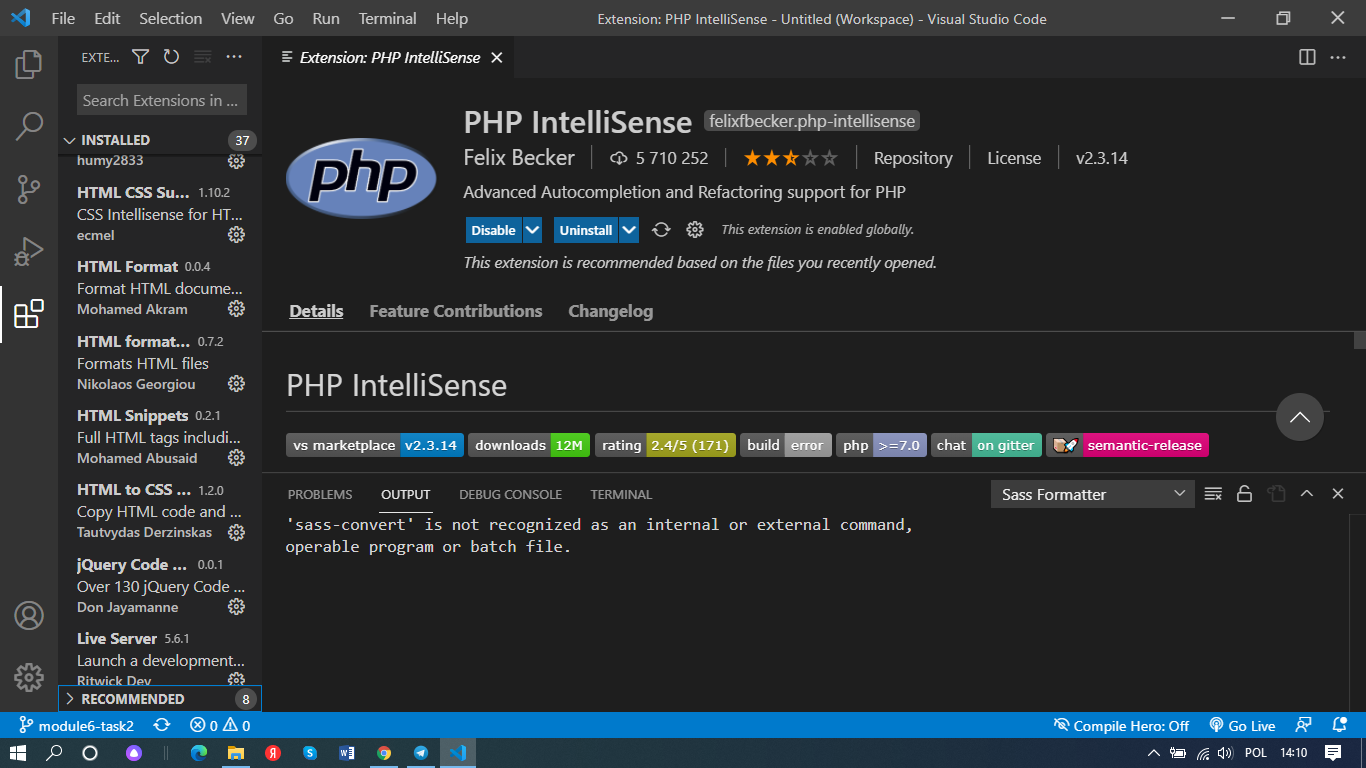 File Edit Selection View Go Run Terminal Help
Extension: PHP IntelliSense - Untitled (Workspace) - Visual Studio Code
EXTE...
Extension: PHP IntelliSense
Search Extensions in ...
INSTALLED 37
humy2833
HTML CSS Su... 1.10.2
CSS Intellisense for HT...
ecmel
HTML Format 0.0.4
Format HTML docume...
Mohamed Akram
HTML format... 0.7.2
Formats HTML files
Nikolaos Georgiou
HTML Snippets 0.2.1
Full HTML tags includi...
Mohamed Abusaid
HTML to CSS ... 1.2.0
Copy HTML code and ...
Tautvydas Derzinskas
jQuery Code ... 0.0.1
Over 130 jQuery Code ...
Don Jayamanne
Live Server 5.6.1
Launch a development...
Ritwick Dey
RECOMMENDED 8
php
PHP IntelliSense felixfbecker.php-intellisense
Felix Becker 5 710 252 Repository License v2.3.14
Advanced Autocompletion and Refactoring support for PHP
Disable Uninstall This extension is enabled globally.
This extension is recommended based on the files you recently opened.
Details Feature Contributions Changelog
PHP IntelliSense
vs marketplace v2.3.14 downloads 12M rating 2.4/5 (171) build error php >=7.0 chat on gitter semantic-release
PROBLEMS OUTPUT DEBUG CONSOLE TERMINAL Sass Formatter
'sass-convert' is not recognized as an internal or external command,
operable program or batch file.
module6-task2 0 0 Compile Hero: Off Go Live
POL 14:10